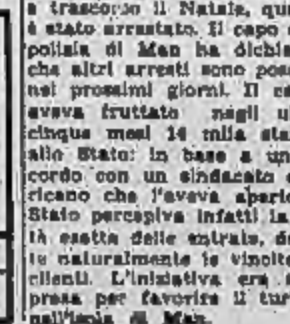 a trascorso il Natale, qu
è stato arrestato. Il capo d
polizia di Man ha dichia
che altri arresti sono pos
nei prossimi giorni. Il c
aveva fruttato negli u
cinque mesi 14 mila ste
allo Stato: in base a un
cordo con un sindacato
ricano che l'aveva aperto
Stato percepiva infatti la
tà esatta delle entrate, d
te naturalmente le vincite
clienti. L'iniziativa era s
presa per favorire il tur
nell'isola di Man.